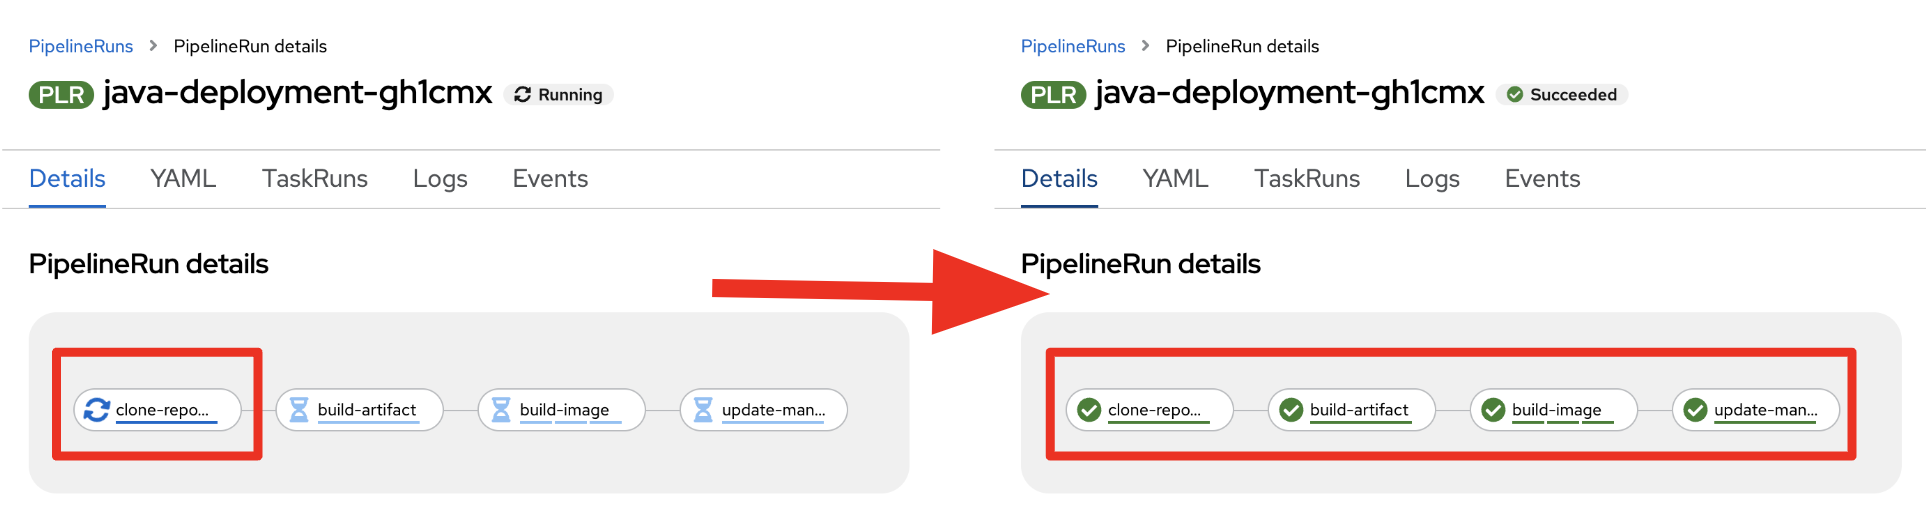 PipelineRuns > PipelineRun details
PLR java-deployment-gh1cmx Running
Details YAML TaskRuns Logs Events
PipelineRun details
clone-repo... build-artifact build-image update-man...
PipelineRuns > PipelineRun details
PLR java-deployment-gh1cmx Succeeded
Details YAML TaskRuns Logs Events
PipelineRun details
clone-repo... build-artifact build-image update-man...